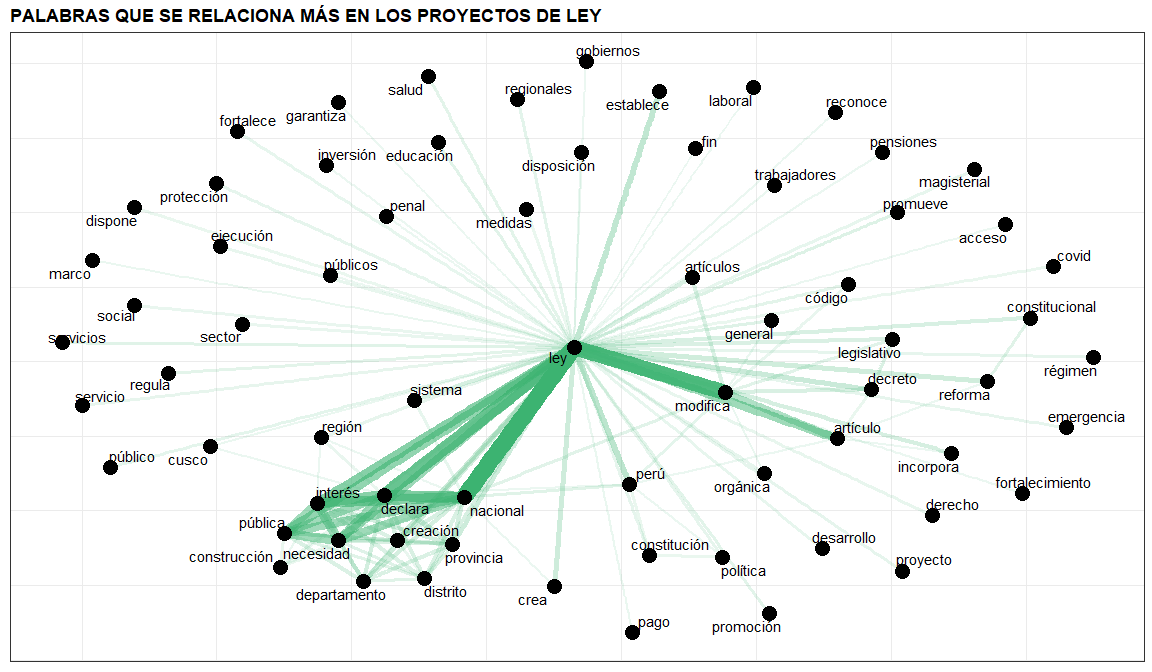 PALABRAS QUE SE RELACIONA MÁS EN LOS PROYECTOS DE LEY
gobiernos
salud
regionales
establece
laboral
reconoce
garantiza
fortalece
inversión
educación
disposición
fin
pensiones
trabajadores
magisterial
protección
dispone
penal
medidas
promueve
acceso
ejecución
marco
públicos
artículos
covid
código
constitucional
social
servicios
sector
general
ley
legislativo
régimen
regula
servicio
sistema
modifica
decreto
reforma
región
artículo
emergencia
público
cusco
perú
orgánica
incorpora
fortalecimiento
interés
declara
nacional
derecho
pública
creación
construcción
necesidad
provincia
constitución
desarrollo
política
proyecto
departamento
distrito
crea
pago
promoción